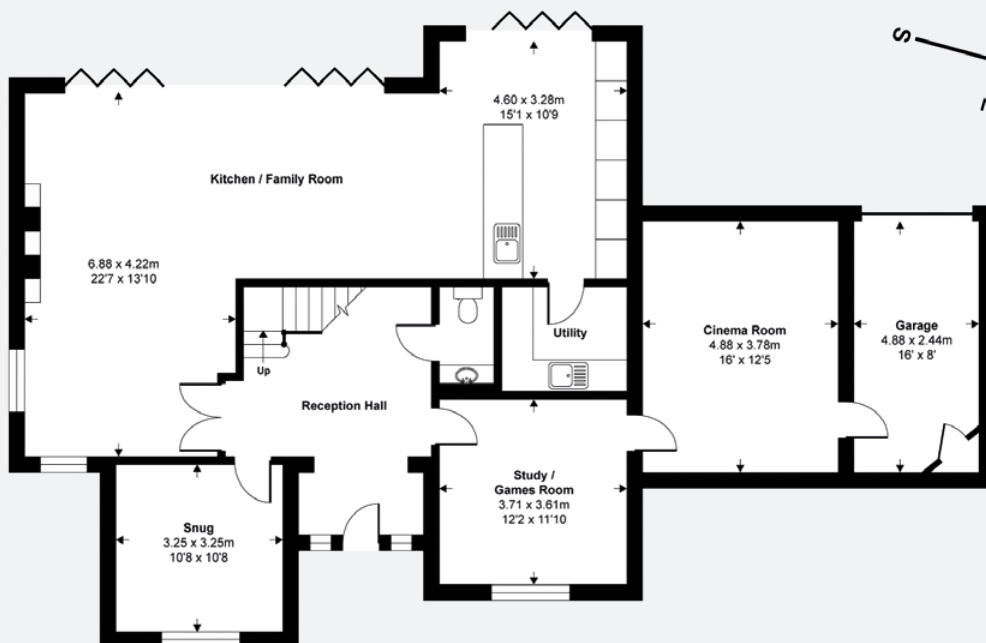 S
4.60 x 3.28m
15'1 x 10'9
Kitchen / Family Room
6.88 x 4.22m
22'7 x 13'10
Up
Reception Hall
Utility
Cinema Room
4.88 x 3.78m
16' x 12'5
Garage
4.88 x 2.44m
16' x 8'
Study /
Games Room
3.71 x 3.61m
12'2 x 11'10
Snug
3.25 x 3.25m
10'8 x 10'8